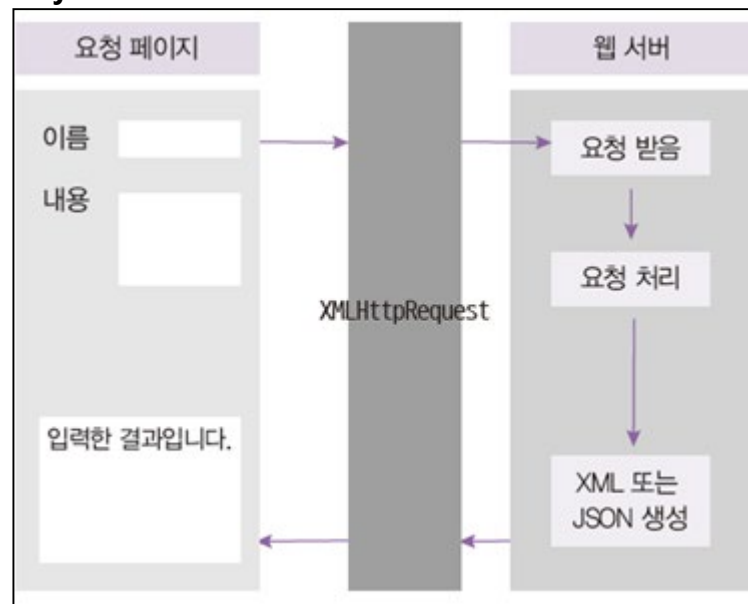 요청 페이지
웹 서버
이름
내용
요청 받음
요청 처리
XMLHttpRequest
입력한 결과입니다.
XML 또는
JSON 생성